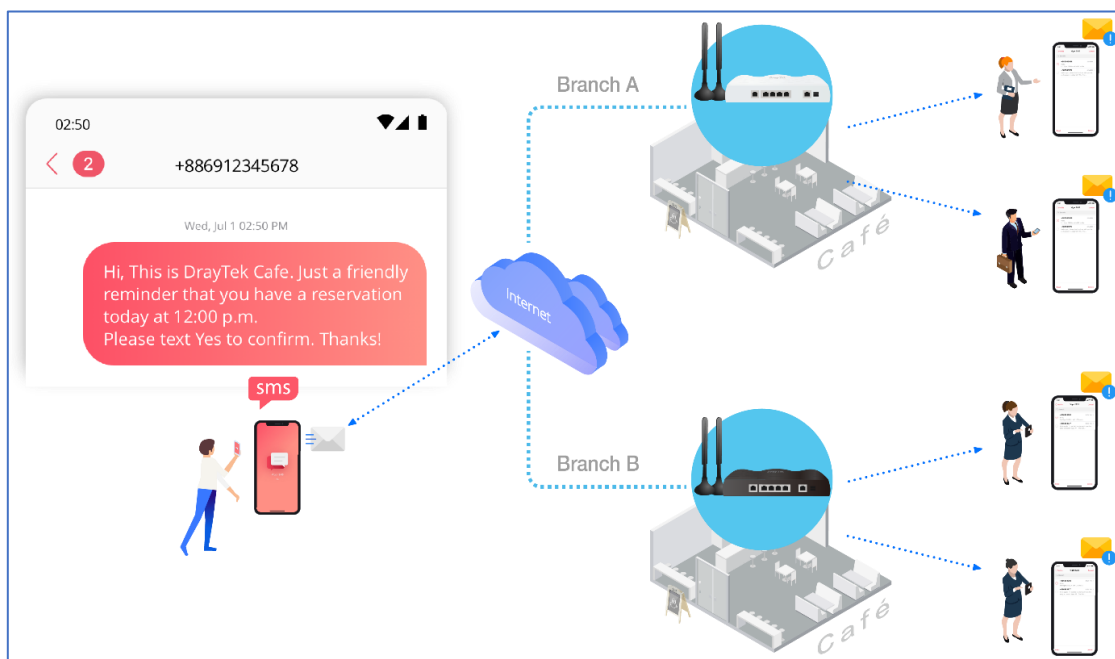 02:50
2
+886912345678
Wed, Jul 1 02:50 PM
Hi, This is DrayTek Cafe. Just a friendly
reminder that you have a reservation
today at 12:00 p.m.
Please text Yes to confirm. Thanks!
sms
Internet
Branch A
Café
Branch B
Café